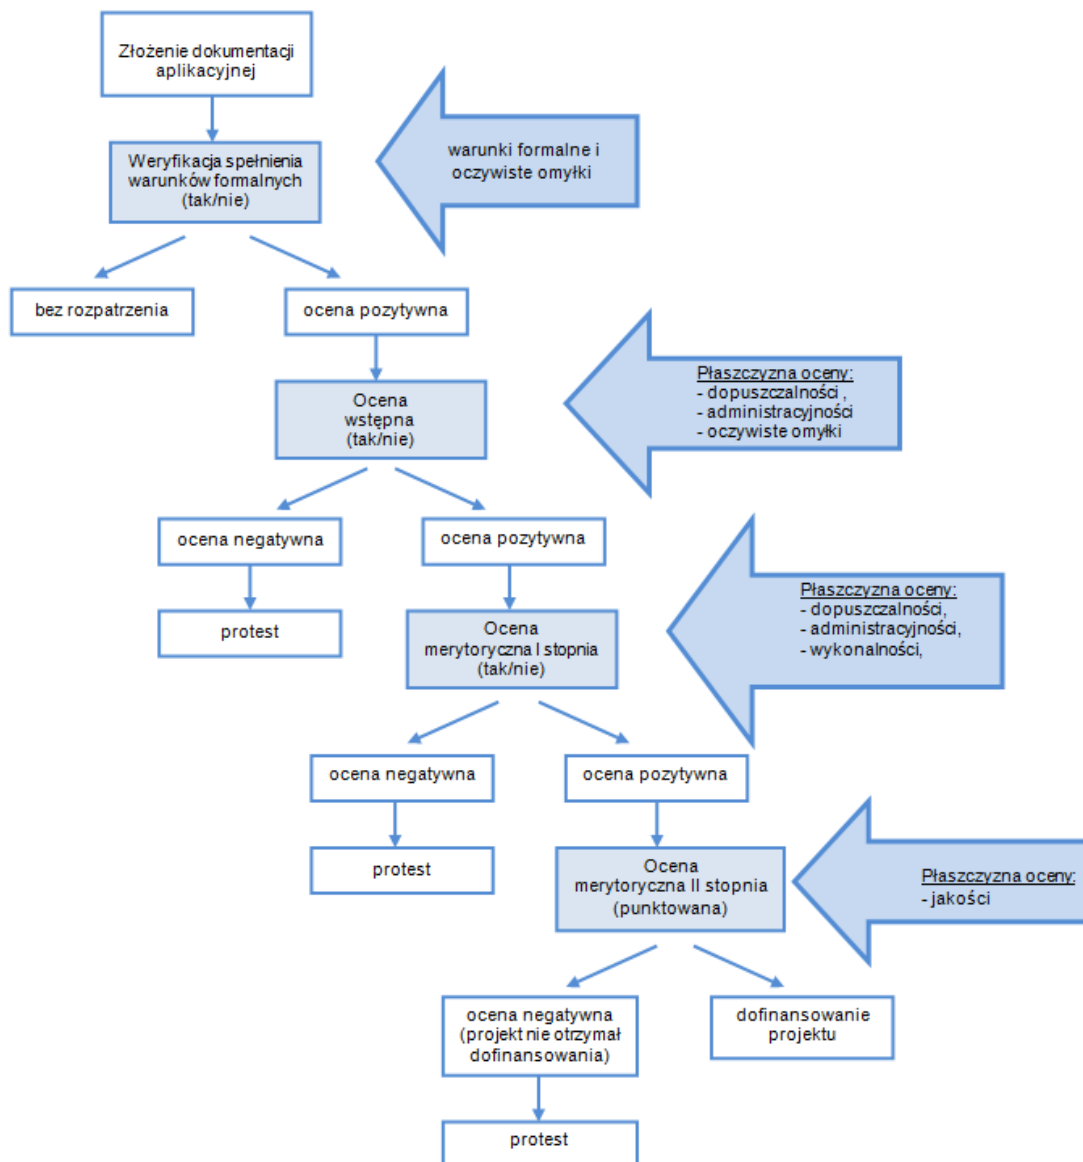 Złożenie dokumentacji
aplikacyjnej
Weryfikacja spełnienia
warunków formalnych
(tak/nie)
warunki formalne i
oczywiste omyłki
bez rozpatrzenia
ocena pozytywna
Ocena
wstępna
(tak/nie)
Płaszczyzna oceny:
- dopuszczalności ,
- administracyjności
- oczywiste omyłki
ocena negatywna
ocena pozytywna
protest
Ocena
merytoryczna I stopnia
(tak/nie)
Płaszczyzna oceny:
- dopuszczalności,
- administracyjności,
- wykonalności,
ocena negatywna
ocena pozytywna
protest
Ocena
merytoryczna II stopnia
(punktowana)
Płaszczyzna oceny:
- jakości
ocena negatywna
(projekt nie otrzymał
dofinansowania)
dofinansowanie
projektu
protest